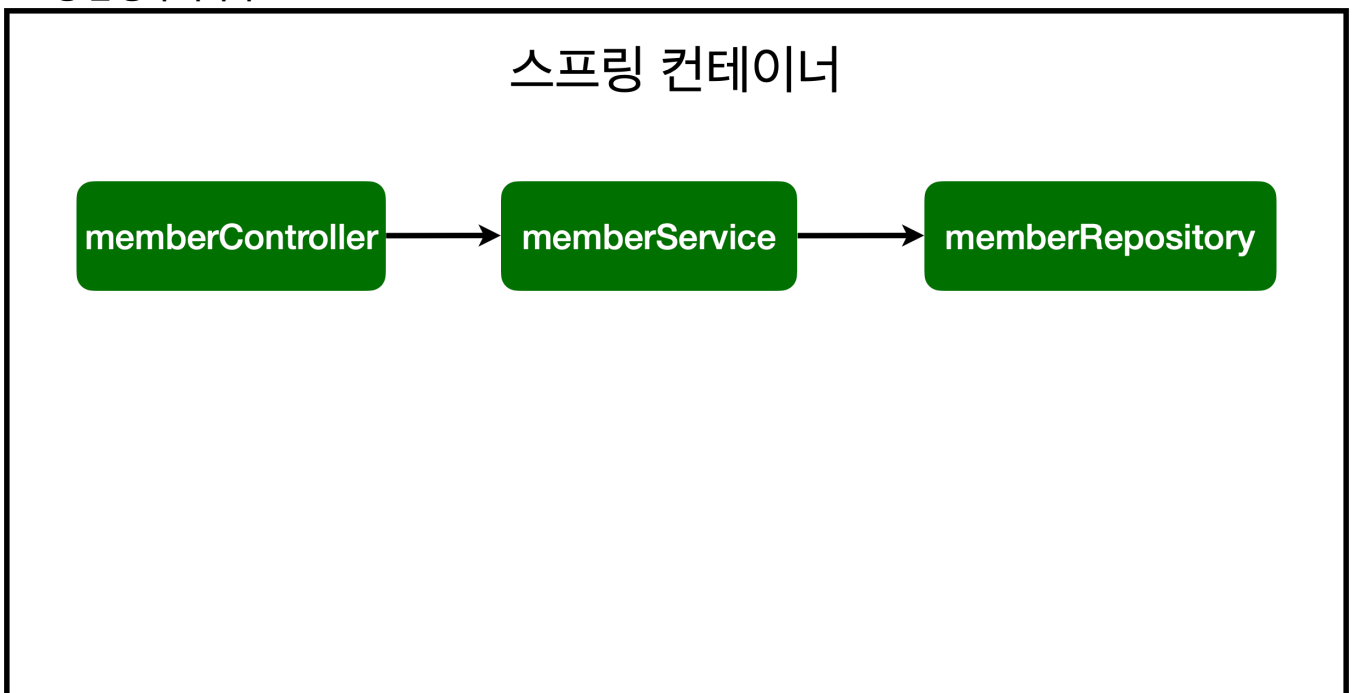 스프링 컨테이너
memberController
memberService
memberRepository